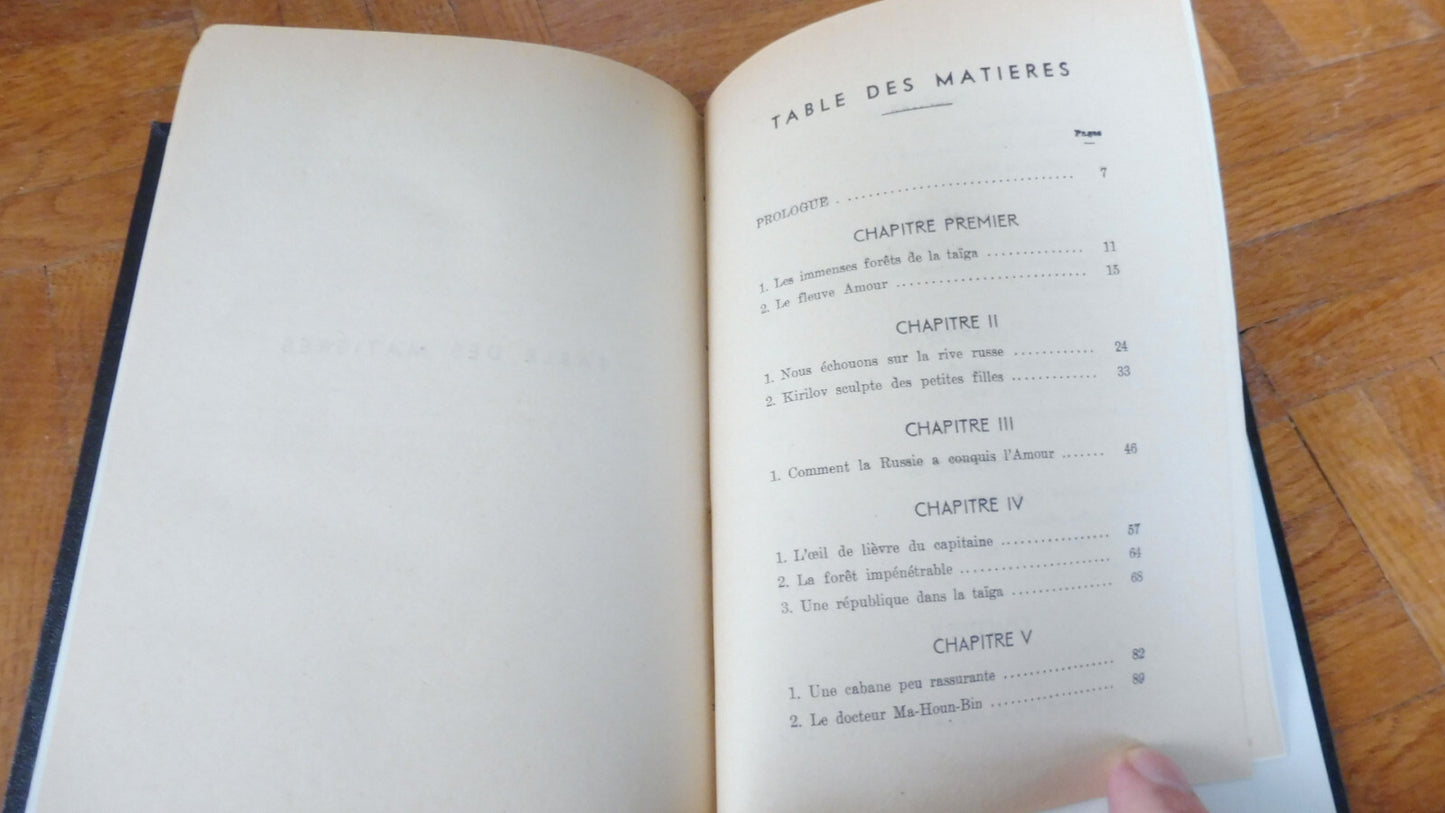 TABLE DES MATIERES
Pages
PROLOGUE . ................................ 7
CHAPITRE PREMIER
1. Les immenses forêts de la taïga .............. 11
2. Le fleuve Amour ........................... 15
CHAPITRE II
1. Nous échouons sur la rive russe ............ 24
2. Kirilov sculpte des petites filles ............. 33
CHAPITRE III
1. Comment la Russie a conquis l'Amour ....... 46
CHAPITRE IV
1. L'œil de lièvre du capitaine ................. 57
2. La forêt impénétrable ....................... 64
3. Une république dans la taïga ............... 68
CHAPITRE V
1. Une cabane peu rassurante ................. 82
2. Le docteur Ma-Houn-Bin ................... 89
TABLE DES MATIERES